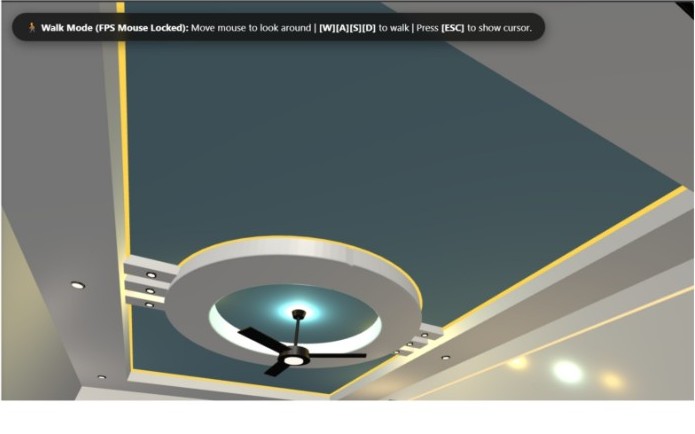 🚶 Walk Mode (FPS Mouse Locked): Move mouse to look around | [W][A][S][D] to walk | Press [ESC] to show cursor.